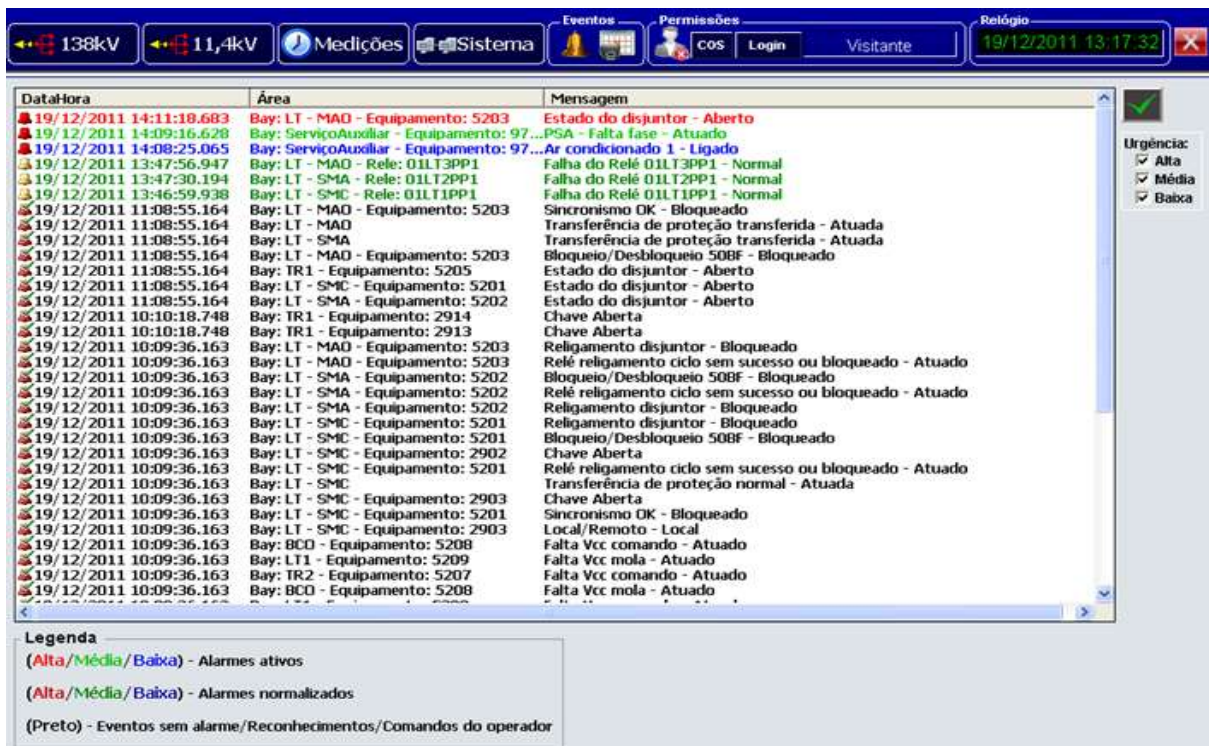 Eventos Permissões Relógio
138kV 11,4kV Medições Sistema COS Login Visitante 19/12/2011 13:17:32
DataHora Área Mensagem
19/12/2011 14:11:18.683 Bay: LT - MAO - Equipamento: 5203 Estado do disjuntor - Aberto
19/12/2011 14:09:16.628 Bay: ServiçoAuxiliar - Equipamento: 97...PSA - Falta fase - Atuado
19/12/2011 14:08:25.065 Bay: ServiçoAuxiliar - Equipamento: 97...Ar condicionado 1 - Ligado
19/12/2011 13:47:56.947 Bay: LT - MAO - Rele: 01LT3PP1 Falha do Relé 01LT3PP1 - Normal
19/12/2011 13:47:30.194 Bay: LT - SMA - Rele: 01LT2PP1 Falha do Relé 01LT2PP1 - Normal
19/12/2011 13:46:59.938 Bay: LT - SMC - Rele: 01LT1PP1 Falha do Relé 01LT1PP1 - Normal
19/12/2011 11:08:55.164 Bay: LT - MAO - Equipamento: 5203 Sincronismo OK - Bloqueado
19/12/2011 11:08:55.164 Bay: LT - MAO Transferência de proteção transferida - Atuada
19/12/2011 11:08:55.164 Bay: LT - SMA Transferência de proteção transferida - Atuada
19/12/2011 11:08:55.164 Bay: LT - MAO - Equipamento: 5203 Bloqueio/Desbloqueio 50BF - Bloqueado
19/12/2011 11:08:55.164 Bay: TR1 - Equipamento: 5205 Estado do disjuntor - Aberto
19/12/2011 11:08:55.164 Bay: LT - SMC - Equipamento: 5201 Estado do disjuntor - Aberto
19/12/2011 11:08:55.164 Bay: LT - SMA - Equipamento: 5202 Estado do disjuntor - Aberto
19/12/2011 10:10:18.748 Bay: TR1 - Equipamento: 2914 Chave Aberta
19/12/2011 10:10:18.748 Bay: TR1 - Equipamento: 2913 Chave Aberta
19/12/2011 10:09:36.163 Bay: LT - MAO - Equipamento: 5203 Religamento disjuntor - Bloqueado
19/12/2011 10:09:36.163 Bay: LT - MAO - Equipamento: 5203 Relé religamento ciclo sem sucesso ou bloqueado - Atuado
19/12/2011 10:09:36.163 Bay: LT - SMA - Equipamento: 5202 Bloqueio/Desbloqueio 50BF - Bloqueado
19/12/2011 10:09:36.163 Bay: LT - SMA - Equipamento: 5202 Relé religamento ciclo sem sucesso ou bloqueado - Atuado
19/12/2011 10:09:36.163 Bay: LT - SMA - Equipamento: 5202 Religamento disjuntor - Bloqueado
19/12/2011 10:09:36.163 Bay: LT - SMC - Equipamento: 5201 Religamento disjuntor - Bloqueado
19/12/2011 10:09:36.163 Bay: LT - SMC - Equipamento: 5201 Bloqueio/Desbloqueio 50BF - Bloqueado
19/12/2011 10:09:36.163 Bay: LT - SMC - Equipamento: 2902 Chave Aberta
19/12/2011 10:09:36.163 Bay: LT - SMC - Equipamento: 5201 Relé religamento ciclo sem sucesso ou bloqueado - Atuado
19/12/2011 10:09:36.163 Bay: LT - SMC Transferência de proteção normal - Atuada
19/12/2011 10:09:36.163 Bay: LT - SMC - Equipamento: 2903 Chave Aberta
19/12/2011 10:09:36.163 Bay: LT - SMC - Equipamento: 5201 Sincronismo OK - Bloqueado
19/12/2011 10:09:36.163 Bay: LT - SMC - Equipamento: 2903 Local/Remoto - Local
19/12/2011 10:09:36.163 Bay: BCO - Equipamento: 5208 Falta Vcc comando - Atuado
19/12/2011 10:09:36.163 Bay: LT1 - Equipamento: 5209 Falta Vcc mola - Atuado
19/12/2011 10:09:36.163 Bay: TR2 - Equipamento: 5207 Falta Vcc comando - Atuado
19/12/2011 10:09:36.163 Bay: BCO - Equipamento: 5208 Falta Vcc mola - Atuado
Urgência:
Alta
Média
Baixa
Legenda
(Alta/Média/Baixa) - Alarmes ativos
(Alta/Média/Baixa) - Alarmes normalizados
(Preto) - Eventos sem alarme/Reconhecimentos/Comandos do operador